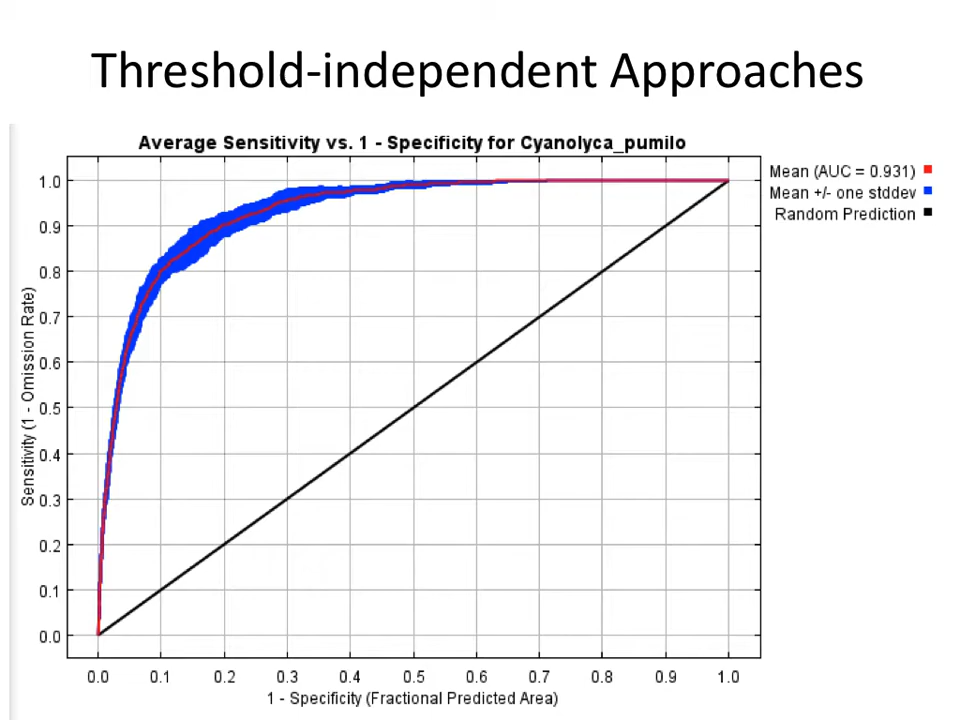 Threshold-independent Approaches
Average Sensitivity vs. 1 - Specificity for Cyanolyca_pumilo
Mean (AUC = 0.931)
Mean +/- one stddev
Random Prediction
Sensitivity (1 - Omission Rate)
1.0
0.9
0.8
0.7
0.6
0.5
0.4
0.3
0.2
0.1
0.0
0.0 0.1 0.2 0.3 0.4 0.5 0.6 0.7 0.8 0.9 1.0
1 - Specificity (Fractional Predicted Area)